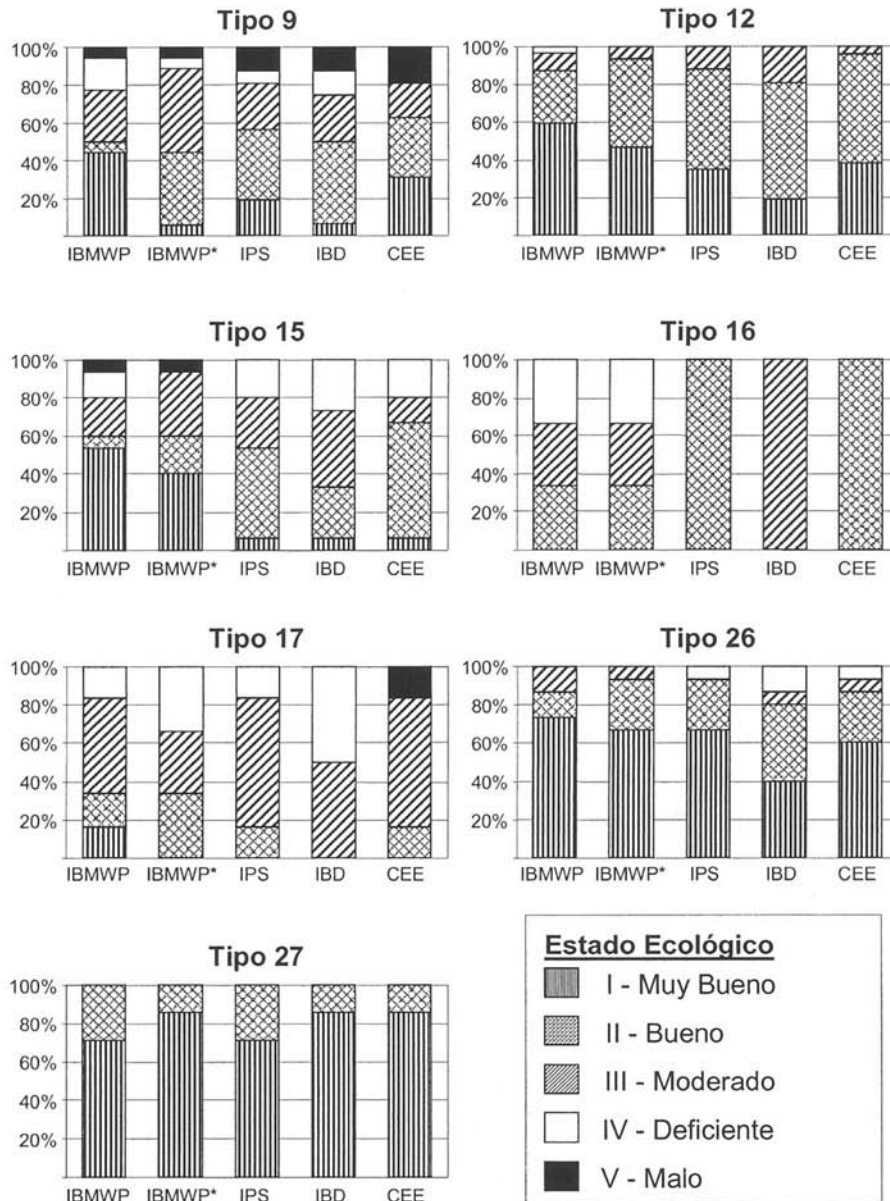 Tipo 9
100%
80%
60%
40%
20%
IBMWP IBMWP* IPS IBD CEE
Tipo 12
100%
80%
60%
40%
20%
IBMWP IBMWP* IPS IBD CEE
Tipo 15
100%
80%
60%
40%
20%
IBMWP IBMWP* IPS IBD CEE
Tipo 16
100%
80%
60%
40%
20%
IBMWP IBMWP* IPS IBD CEE
Tipo 17
100%
80%
60%
40%
20%
IBMWP IBMWP* IPS IBD CEE
Tipo 26
100%
80%
60%
40%
20%
IBMWP IBMWP* IPS IBD CEE
Tipo 27
100%
80%
60%
40%
20%
IBMWP IBMWP* IPS IBD CEE
Estado Ecológico
I - Muy Bueno
II - Bueno
III - Moderado
IV - Deficiente
V - Malo